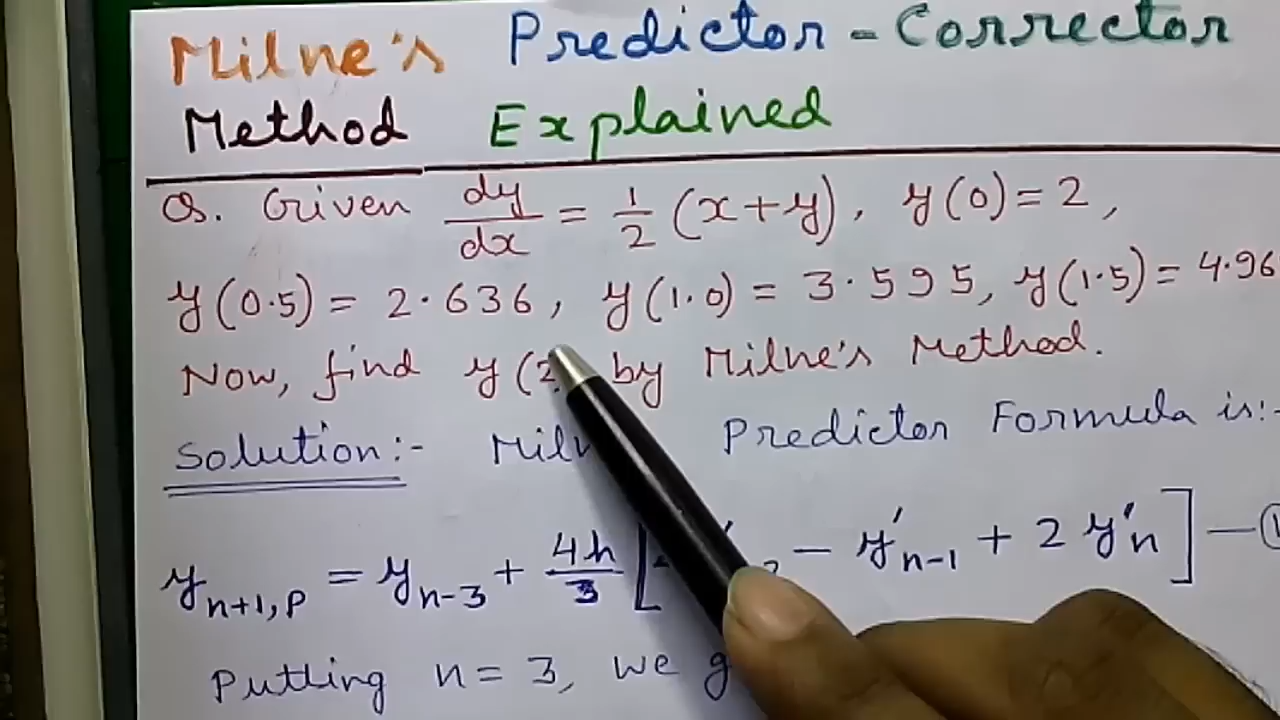 Milne's Predictor - Corrector
Method Explained
Q. Given dy/dx = 1/2 (x+y), y(0) = 2,
y(0.5) = 2.636, y(1.0) = 3.595, y(1.5) = 4.96
Now, find y(2 by Milne's Method.
Solution:- Predictor Formula is:-
y n+1,p = y n-3 + 4h/3 [ - y' n-1 + 2 y' n ] —
Putting n = 3, we